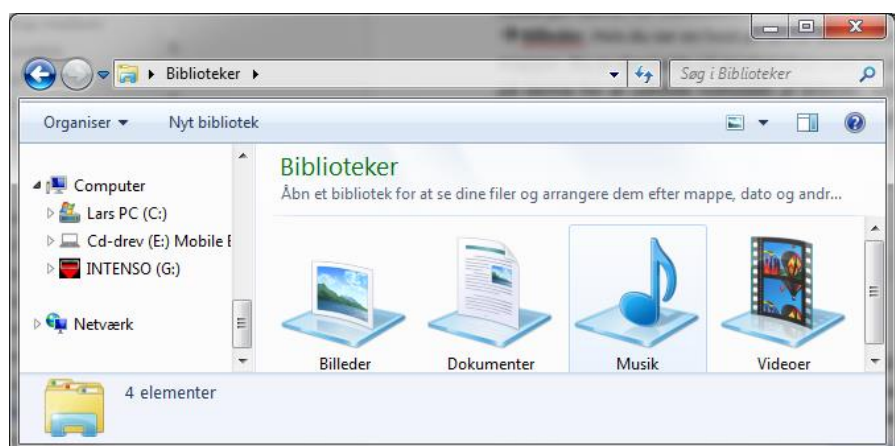 Biblioteker
Søg i Biblioteker
Organiser
Nyt bibliotek
Computer
Lars PC (C:)
Cd-drev (E:) Mobile
INTENSO (G:)
Netværk
Biblioteker
Åbn et bibliotek for at se dine filer og arrangere dem efter mappe, dato og andr...
Billeder
Dokumenter
Musik
Videoer
4 elementer